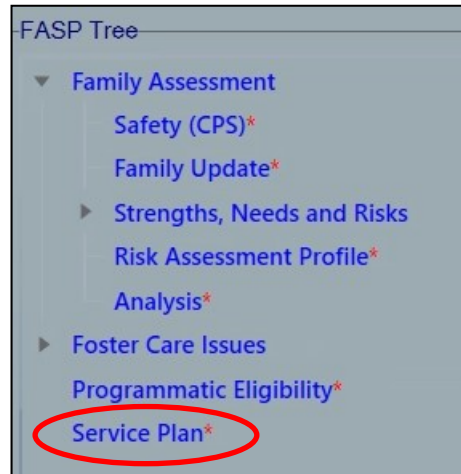 FASP Tree
Family Assessment
Safety (CPS)*
Family Update*
Strengths, Needs and Risks
Risk Assessment Profile*
Analysis*
Foster Care Issues
Programmatic Eligibility*
Service Plan*